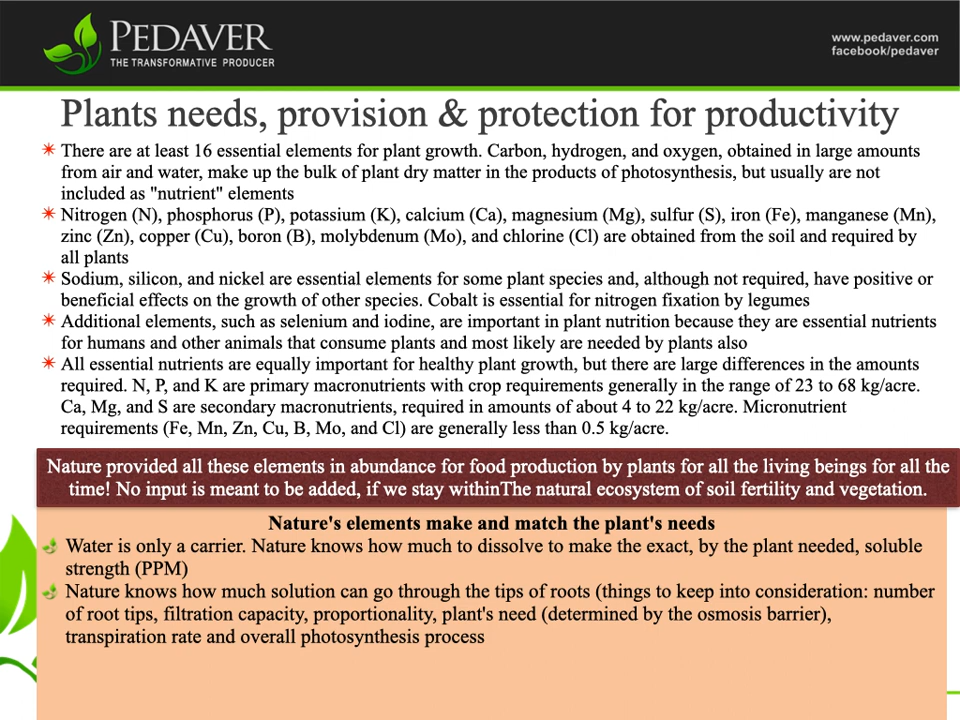 PEDAVER
THE TRANSFORMATIVE PRODUCER
www.pedaver.com
facebook/pedaver
Plants needs, provision & protection for productivity
There are at least 16 essential elements for plant growth. Carbon, hydrogen, and oxygen, obtained in large amounts
from air and water, make up the bulk of plant dry matter in the products of photosynthesis, but usually are not
included as "nutrient" elements
Nitrogen (N), phosphorus (P), potassium (K), calcium (Ca), magnesium (Mg), sulfur (S), iron (Fe), manganese (Mn),
zinc (Zn), copper (Cu), boron (B), molybdenum (Mo), and chlorine (Cl) are obtained from the soil and required by
all plants
Sodium, silicon, and nickel are essential elements for some plant species and, although not required, have positive or
beneficial effects on the growth of other species. Cobalt is essential for nitrogen fixation by legumes
Additional elements, such as selenium and iodine, are important in plant nutrition because they are essential nutrients
for humans and other animals that consume plants and most likely are needed by plants also
All essential nutrients are equally important for healthy plant growth, but there are large differences in the amounts
required. N, P, and K are primary macronutrients with crop requirements generally in the range of 23 to 68 kg/acre.
Ca, Mg, and S are secondary macronutrients, required in amounts of about 4 to 22 kg/acre. Micronutrient
requirements (Fe, Mn, Zn, Cu, B, Mo, and Cl) are generally less than 0.5 kg/acre.
Nature provided all these elements in abundance for food production by plants for all the living beings for all the
time! No input is meant to be added, if we stay withinThe natural ecosystem of soil fertility and vegetation.
Nature's elements make and match the plant's needs
Water is only a carrier. Nature knows how much to dissolve to make the exact, by the plant needed, soluble
strength (PPM)
Nature knows how much solution can go through the tips of roots (things to keep into consideration: number
of root tips, filtration capacity, proportionality, plant's need (determined by the osmosis barrier),
transpiration rate and overall photosynthesis process